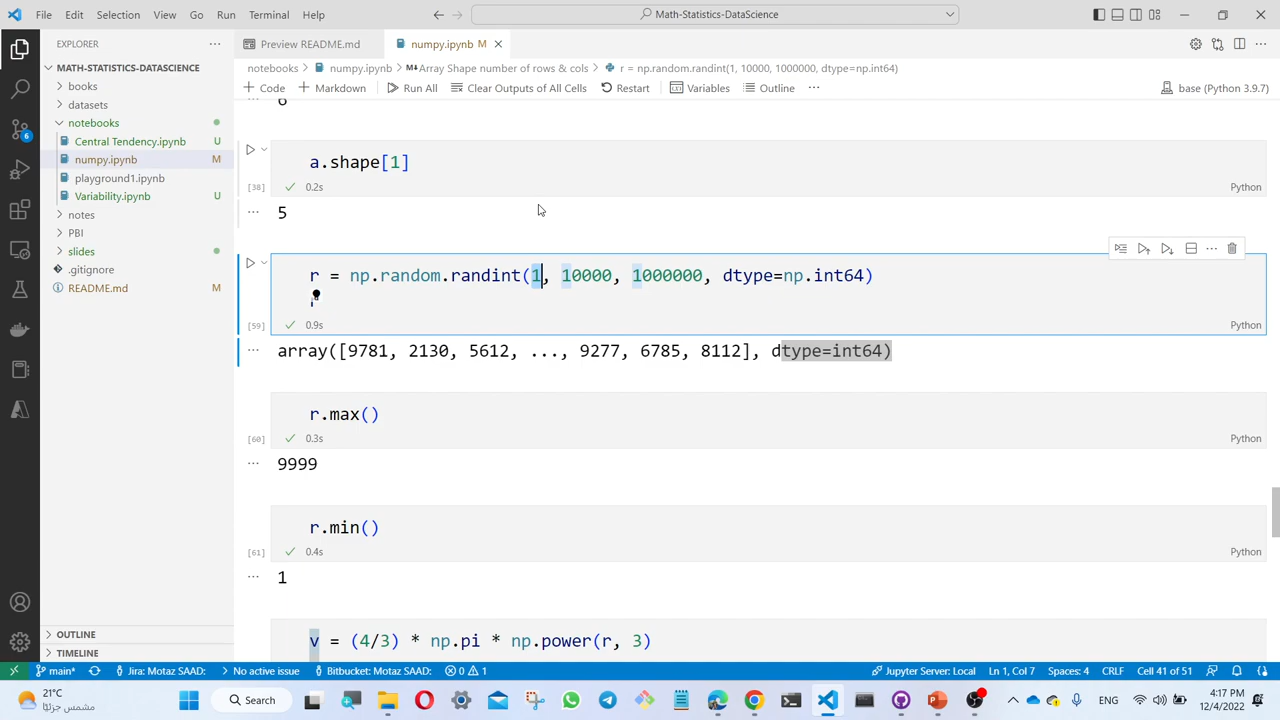 File Edit Selection View Go Run Terminal Help
Math-Statistics-DataScience
EXPLORER
MATH-STATISTICS-DATASCIENCE
books
datasets
notebooks
Central Tendency.ipynb U
numpy.ipynb M
playground1.ipynb
Variability.ipynb U
notes
PBI
slides
.gitignore
README.md M
OUTLINE
TIMELINE
Preview README.md
numpy.ipynb M
notebooks > numpy.ipynb > Array Shape number of rows & cols > r = np.random.randint(1, 10000, 1000000, dtype=np.int64)
+ Code + Markdown Run All Clear Outputs of All Cells Restart Variables Outline ...
base (Python 3.9.7)
6
a.shape[1]
[38] 0.2s Python
5
r = np.random.randint(1, 10000, 1000000, dtype=np.int64)
[59] 0.9s Python
array([9781, 2130, 5612, ..., 9277, 6785, 8112], dtype=int64)
r.max()
[60] 0.3s Python
9999
r.min()
[61] 0.4s Python
1
v = (4/3) * np.pi * np.power(r, 3)
6
main* Jira: Motaz SAAD: No active issue Bitbucket: Motaz SAAD: 0 1 Jupyter Server: Local Ln 1, Col 7 Spaces: 4 CRLF Cell 41 of 51
21°C
Search
ENG
4:17 PM
12/4/2022